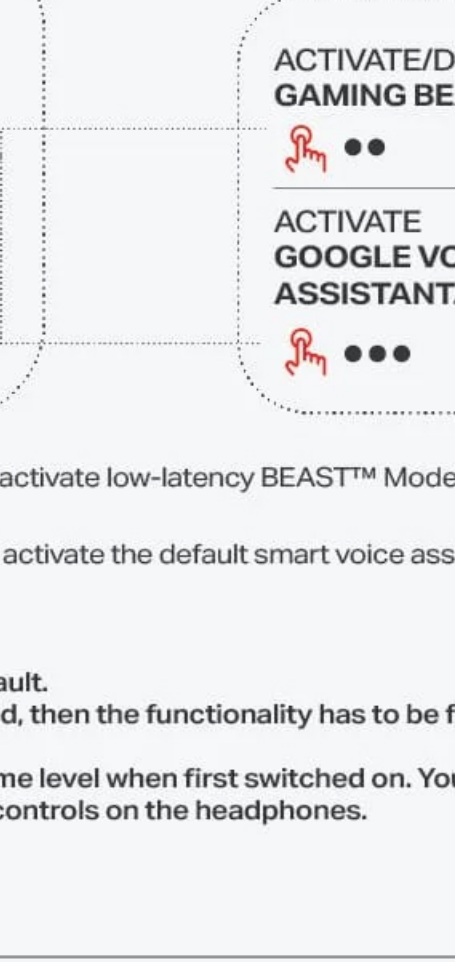 ACTIVATE/D
GAMING BE
ACTIVATE
GOOGLE VO
ASSISTANT/
activate low-latency BEAST™ Mode
activate the default smart voice ass
ault.
d, then the functionality has to be f
me level when first switched on. You
controls on the headphones.